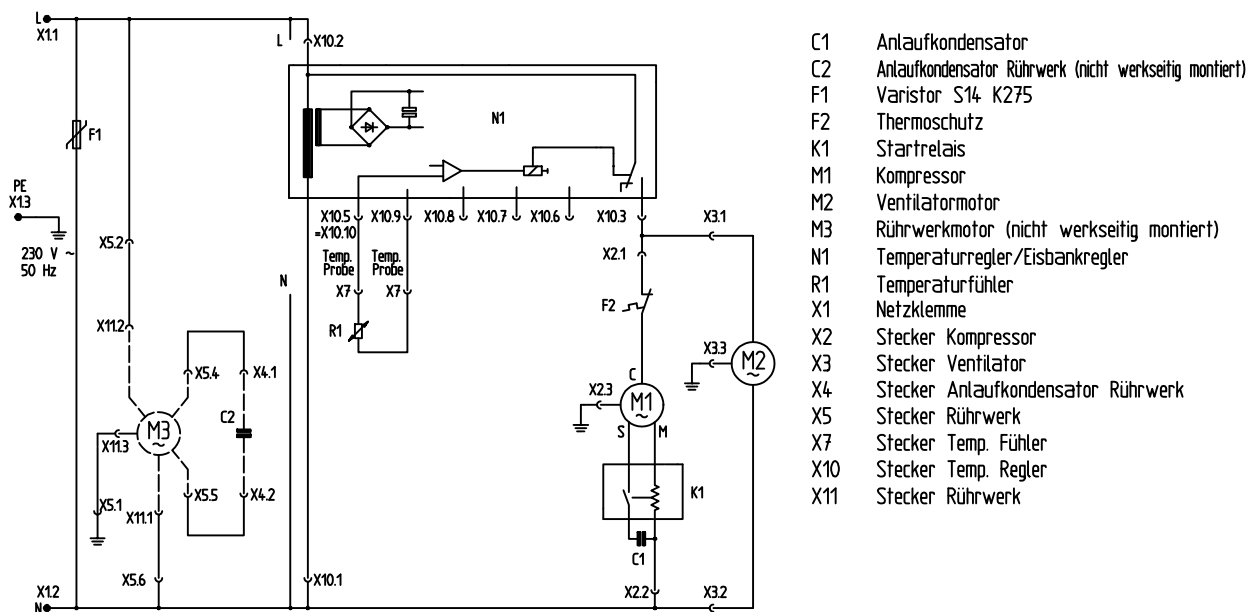 L
X1.1
L
X10.2
F1
N1
PE
X1.3
230 V ~
50 Hz
X5.2
X10.5
=X10.10
X10.9
X10.8
X10.7
X10.6
X10.3
X3.1
Temp.
Probe
Temp.
Probe
X2.1
N
X7
X7
F2
R1
X11.2
X5.4
X4.1
X3.3
M2
~
C
X2.3
M1
~
S
M
C2
M3
~
X11.3
K1
X5.1
X11.1
X5.5
X4.2
C1
X5.6
X10.1
X1.2
N
X2.2
X3.2
C1 Anlaufkondensator
C2 Anlaufkondensator Rührwerk (nicht werkseitig montiert)
F1 Varistor S14 K275
F2 Thermoschutz
K1 Startrelais
M1 Kompressor
M2 Ventilatormotor
M3 Rührwerkmotor (nicht werkseitig montiert)
N1 Temperaturregler/Eisbankregler
R1 Temperaturfühler
X1 Netzklemme
X2 Stecker Kompressor
X3 Stecker Ventilator
X4 Stecker Anlaufkondensator Rührwerk
X5 Stecker Rührwerk
X7 Stecker Temp. Fühler
X10 Stecker Temp. Regler
X11 Stecker Rührwerk